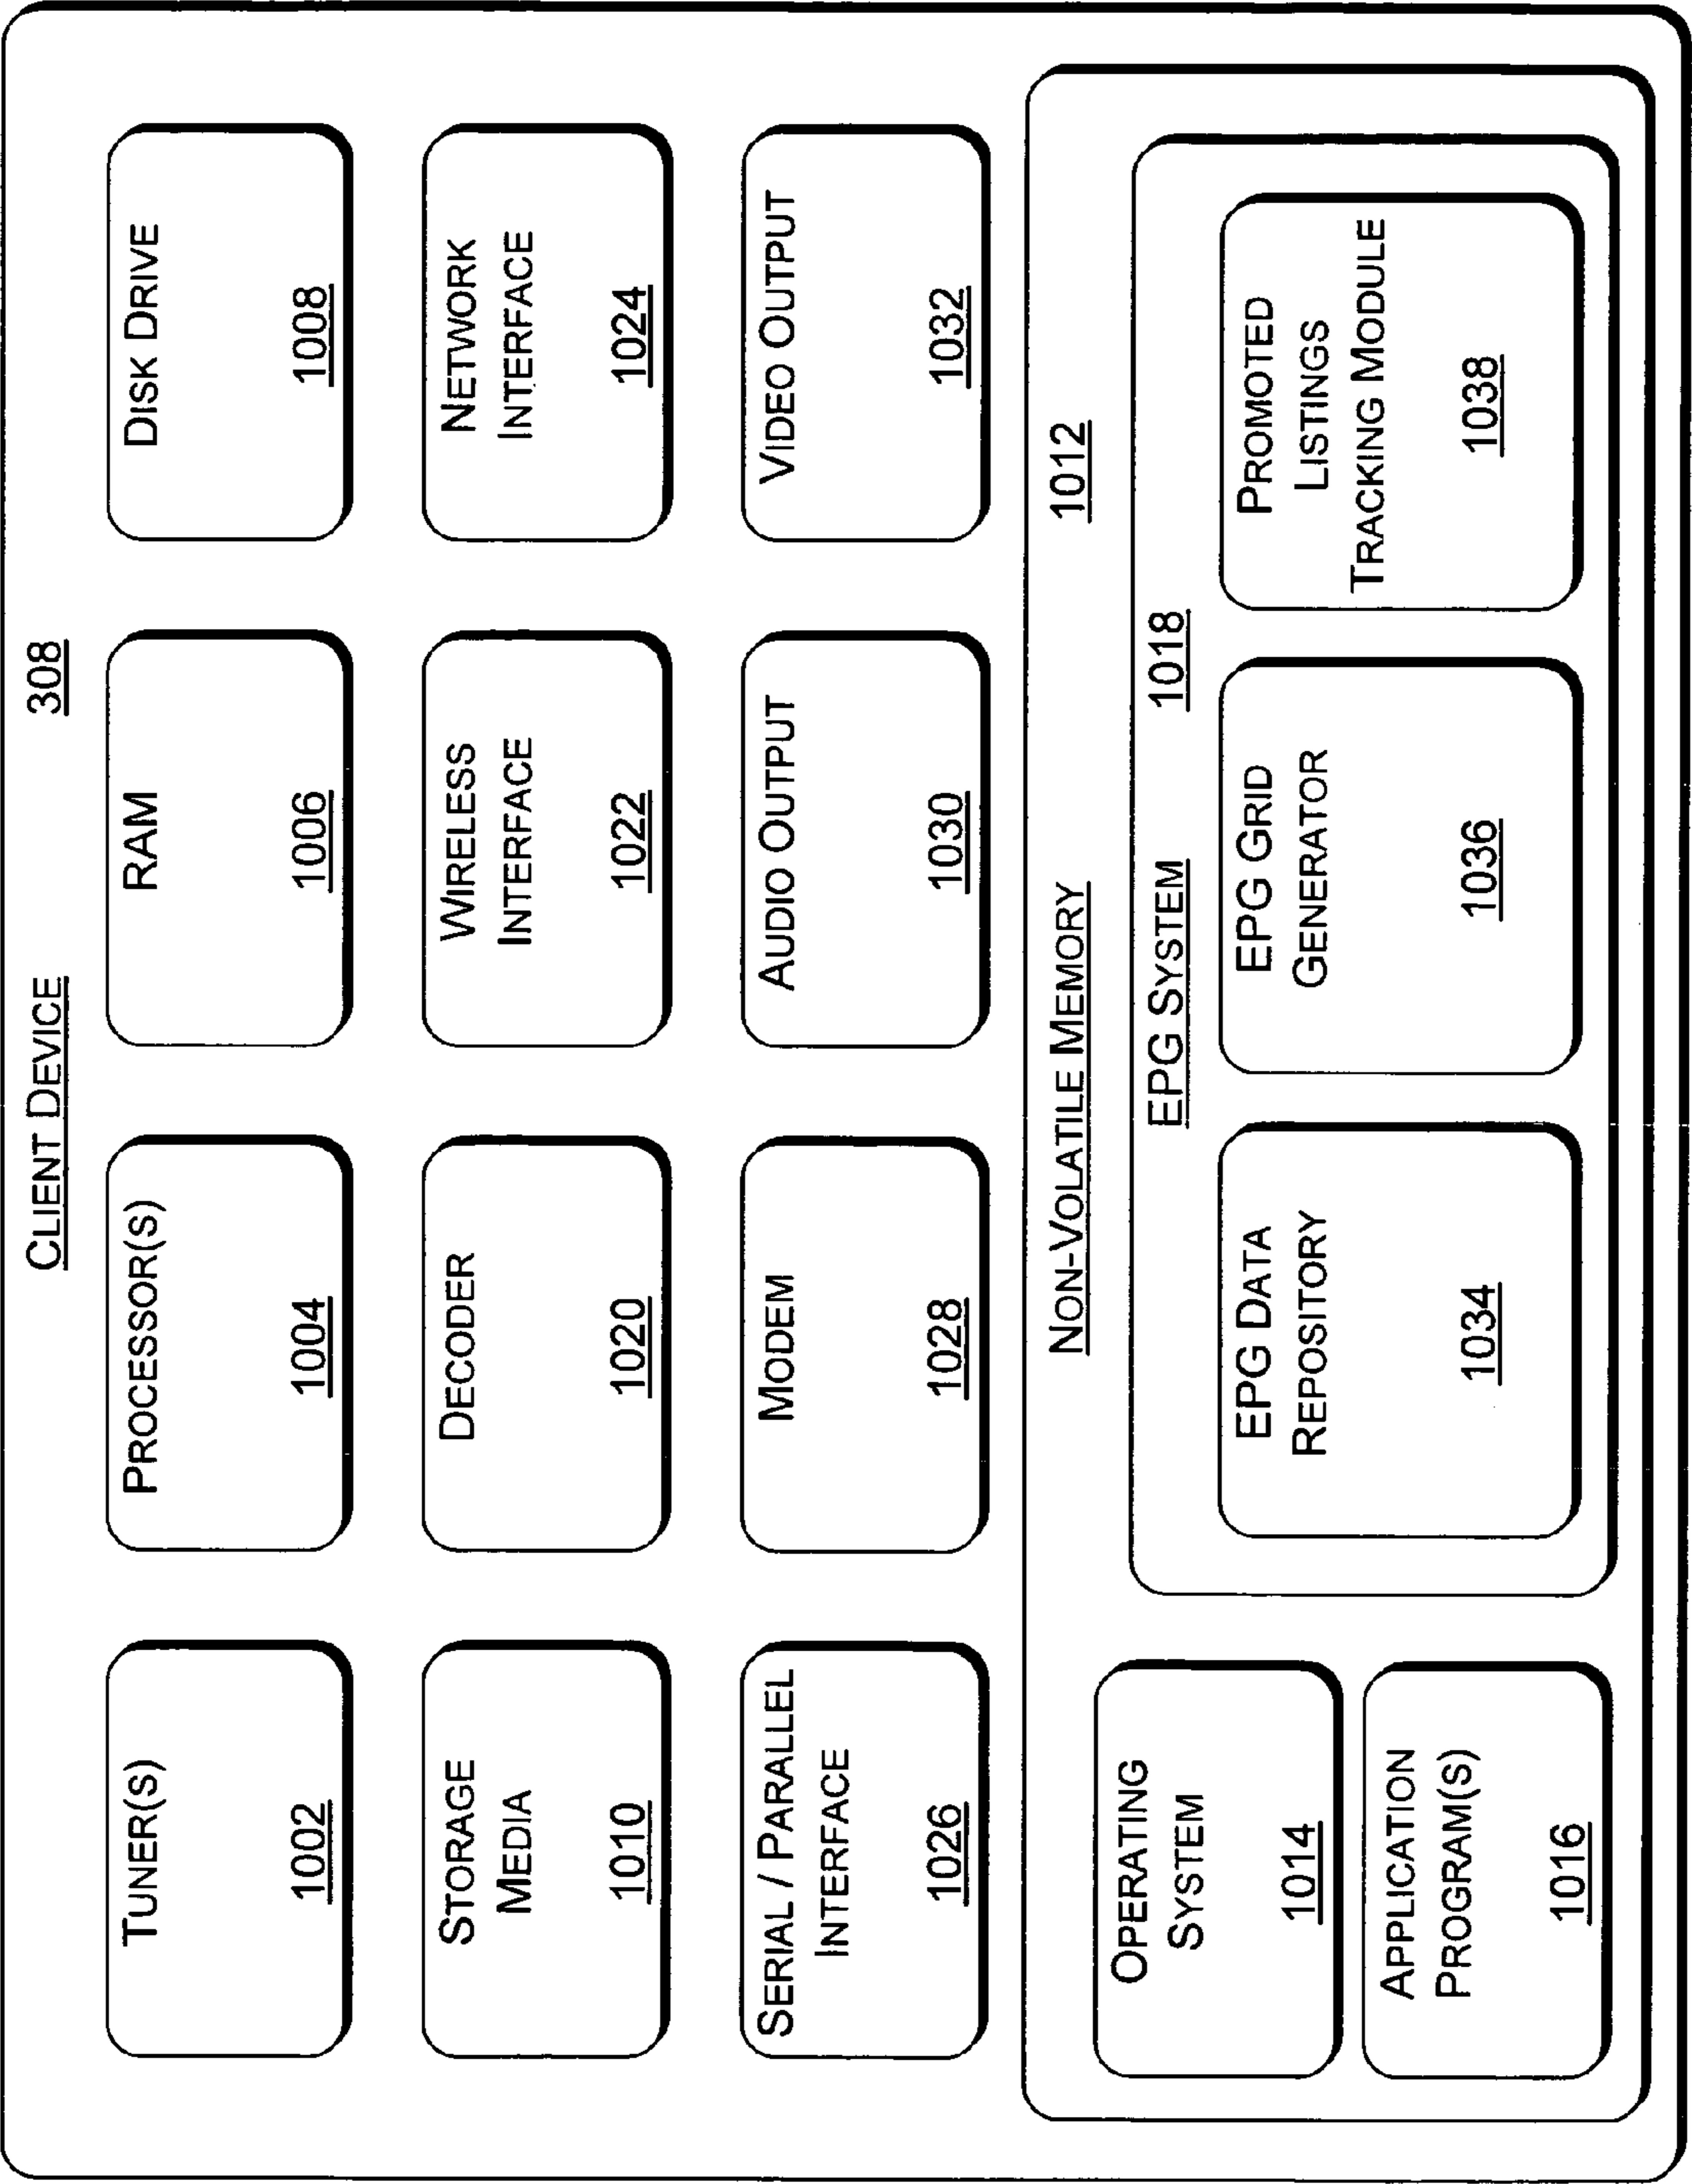 CLIENT DEVICE 308
TUNER(S)
1002
PROCESSOR(S)
1004
RAM
1006
DISK DRIVE
1008
STORAGE
MEDIA
1010
DECODER
1020
WIRELESS
INTERFACE
1022
NETWORK
INTERFACE
1024
SERIAL / PARALLEL
INTERFACE
1026
MODEM
1028
AUDIO OUTPUT
1030
VIDEO OUTPUT
1032
NON-VOLATILE MEMORY 1012
OPERATING
SYSTEM
1014
APPLICATION
PROGRAM(S)
1016
EPG SYSTEM 1018
EPG DATA
REPOSITORY
1034
EPG GRID
GENERATOR
1036
PROMOTED
LISTINGS
TRACKING MODULE
1038